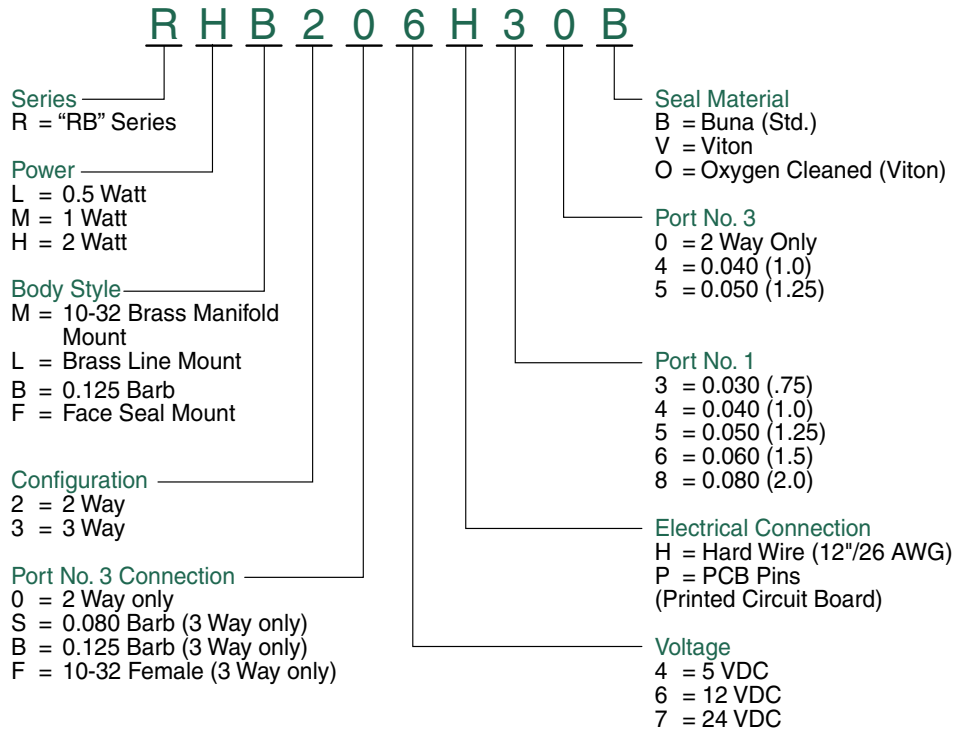 R H B 2 0 6 H 3 0 B
Series
R = “RB” Series
Power
L = 0.5 Watt
M = 1 Watt
H = 2 Watt
Body Style
M = 10-32 Brass Manifold
Mount
L = Brass Line Mount
B = 0.125 Barb
F = Face Seal Mount
Configuration
2 = 2 Way
3 = 3 Way
Port No. 3 Connection
0 = 2 Way only
S = 0.080 Barb (3 Way only)
B = 0.125 Barb (3 Way only)
F = 10-32 Female (3 Way only)
Seal Material
B = Buna (Std.)
V = Viton
O = Oxygen Cleaned (Viton)
Port No. 3
0 = 2 Way Only
4 = 0.040 (1.0)
5 = 0.050 (1.25)
Port No. 1
3 = 0.030 (.75)
4 = 0.040 (1.0)
5 = 0.050 (1.25)
6 = 0.060 (1.5)
8 = 0.080 (2.0)
Electrical Connection
H = Hard Wire (12"/26 AWG)
P = PCB Pins
(Printed Circuit Board)
Voltage
4 = 5 VDC
6 = 12 VDC
7 = 24 VDC